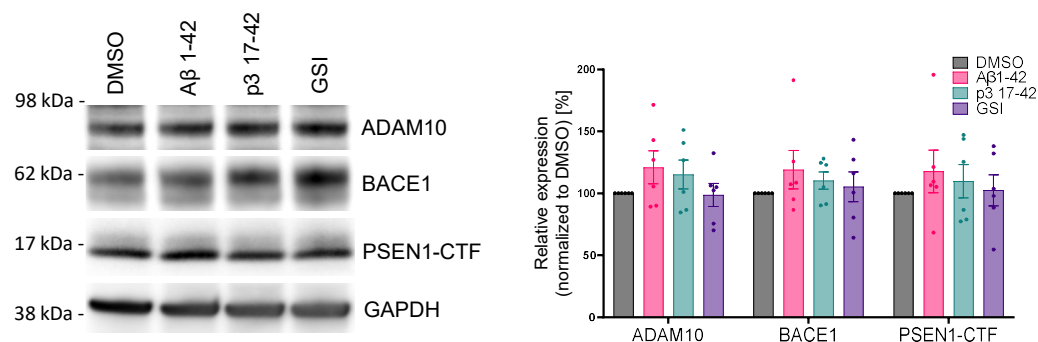 DMSO
Aβ 1-42
p3 17-42
GSI
98 kDa -
ADAM10
62 kDa -
BACE1
17 kDa -
PSEN1-CTF
38 kDa -
GAPDH
Relative expression
(normalized to DMSO) [%]
200
150
100
50
0
ADAM10
BACE1
PSEN1-CTF
DMSO
Aβ1-42
p3 17-42
GSI